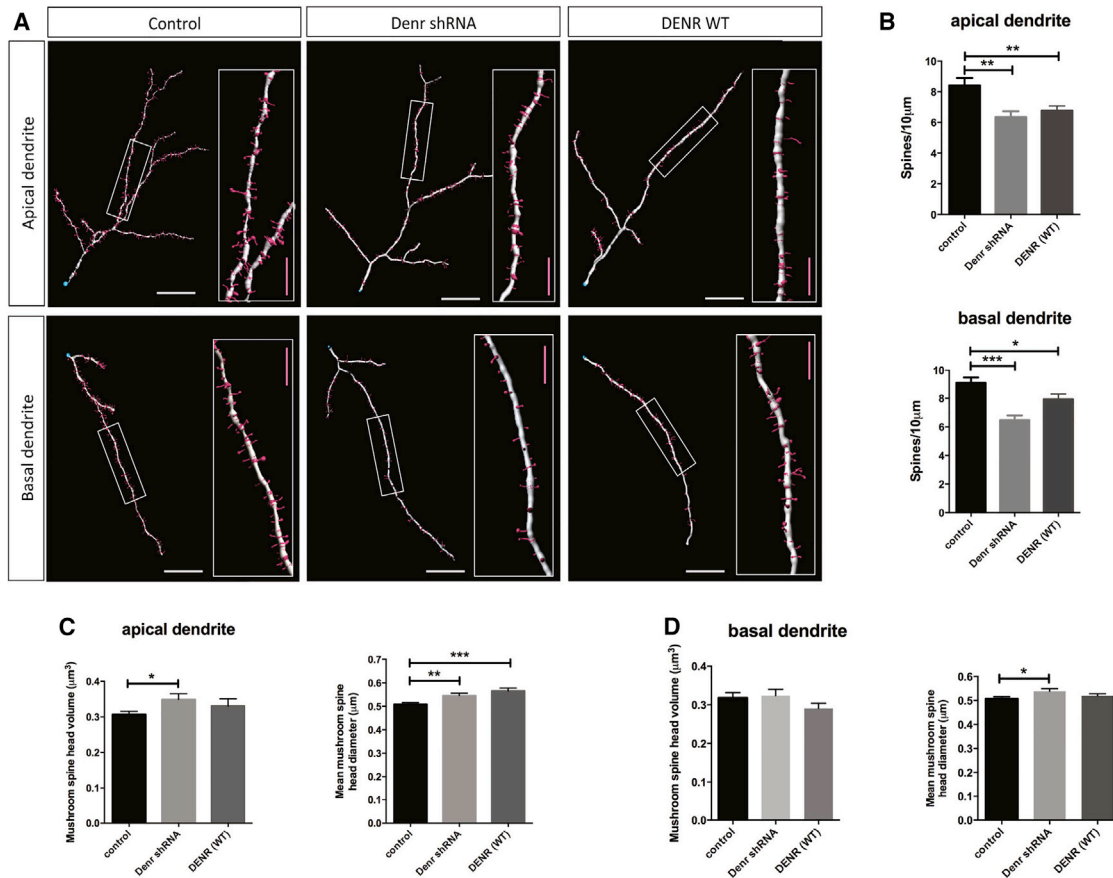 A
Control
Denr shRNA
DENR WT
Apical dendrite
Basal dendrite
B
apical dendrite
**
**
Spines/10μm
10
8
6
4
2
0
control
Denr shRNA
DENR (WT)
basal dendrite
*
***
Spines/10μm
10
8
6
4
2
0
control
Denr shRNA
DENR (WT)
C
apical dendrite
Mushroom spine head volume (μm³)
0.4
0.3
0.2
0.1
0.0
*
control
Denr shRNA
DENR (WT)
Mean mushroom spine
head diameter (μm)
0.7
0.6
0.5
0.4
0.3
0.2
0.1
0.0
***
**
control
Denr shRNA
DENR (WT)
D
basal dendrite
Mushroom spine head volume (μm³)
0.4
0.3
0.2
0.1
0.0
control
Denr shRNA
DENR (WT)
Mean mushroom spine
head diameter (μm)
0.6
0.5
0.4
0.3
0.2
0.1
0.0
*
control
Denr shRNA
DENR (WT)